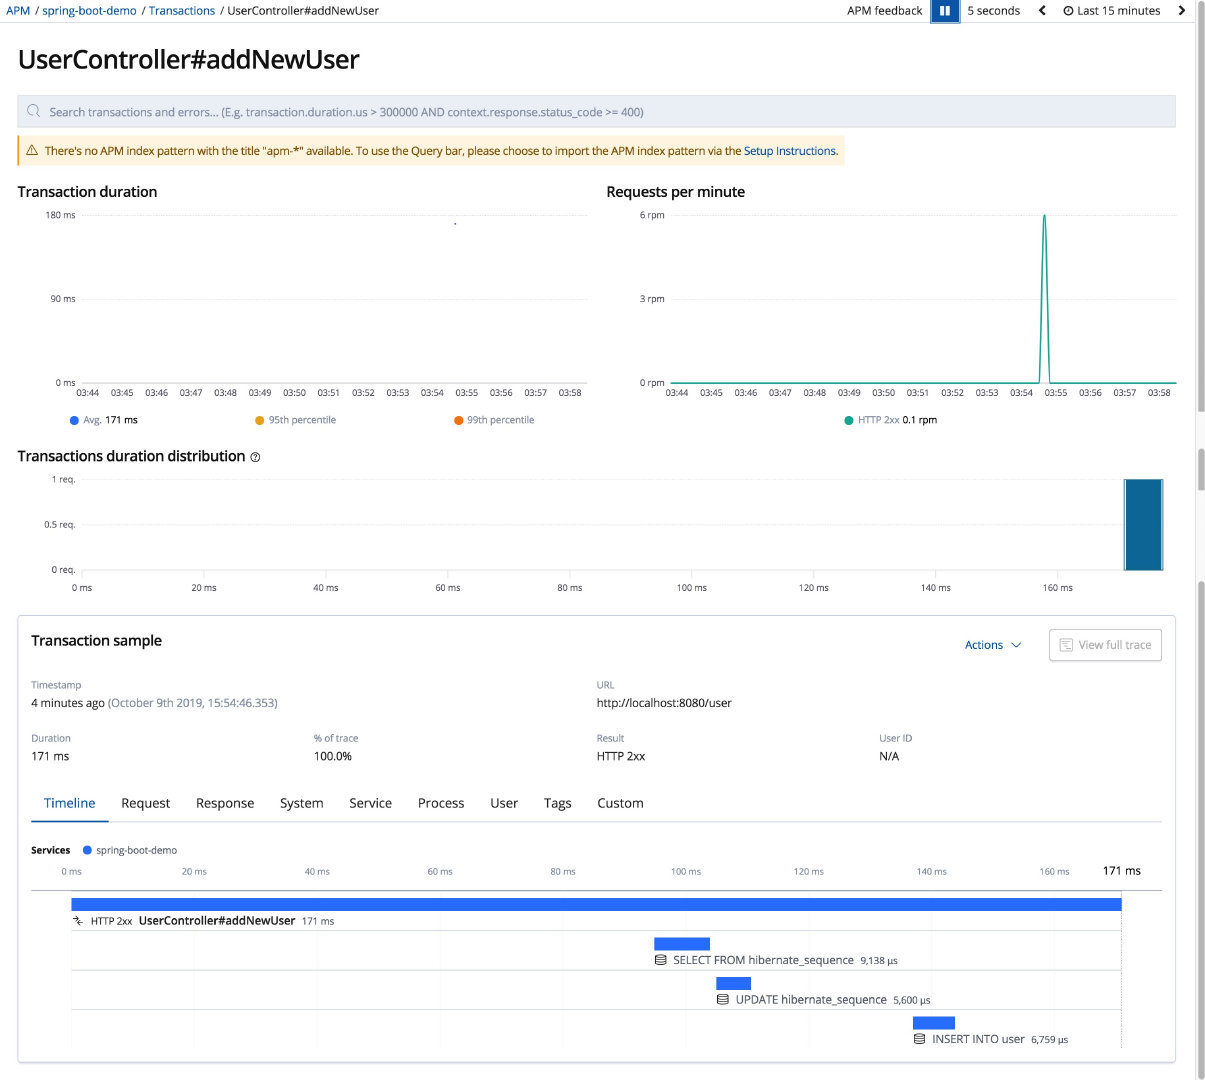 APM / spring-boot-demo / Transactions / UserController#addNewUser APM feedback 5 seconds Last 15 minutes
UserController#addNewUser
Search transactions and errors... (E.g. transaction.duration.us > 300000 AND context.response.status_code >= 400)
There's no APM index pattern with the title "apm-*" available. To use the Query bar, please choose to import the APM index pattern via the Setup Instructions.
Transaction duration
180 ms
90 ms
0 ms
03:44 03:45 03:46 03:47 03:48 03:49 03:50 03:51 03:52 03:53 03:54 03:55 03:56 03:57 03:58
Avg. 171 ms 95th percentile 99th percentile
Requests per minute
6 rpm
3 rpm
0 rpm
03:44 03:45 03:46 03:47 03:48 03:49 03:50 03:51 03:52 03:53 03:54 03:55 03:56 03:57 03:58
HTTP 2xx 0.1 rpm
Transactions duration distribution
1 req.
0.5 req.
0 req.
0 ms 20 ms 40 ms 60 ms 80 ms 100 ms 120 ms 140 ms 160 ms
Transaction sample
Actions View full trace
Timestamp URL
4 minutes ago (October 9th 2019, 15:54:46.353) http://localhost:8080/user
Duration % of trace Result User ID
171 ms 100.0% HTTP 2xx N/A
Timeline Request Response System Service Process User Tags Custom
Services spring-boot-demo
0 ms 20 ms 40 ms 60 ms 80 ms 100 ms 120 ms 140 ms 160 ms 171 ms
HTTP 2xx UserController#addNewUser 171 ms
SELECT FROM hibernate_sequence 9,138 μs
UPDATE hibernate_sequence 5,600 μs
INSERT INTO user 6,759 μs